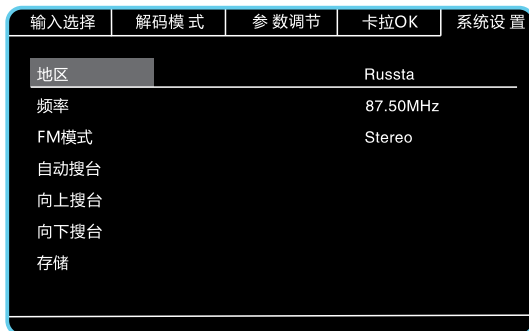 输入选择 解码模式 参数调节 卡拉OK 系统设置
地区 Russta
频率 87.50MHz
FM模式 Stereo
自动搜台
向上搜台
向下搜台
存储